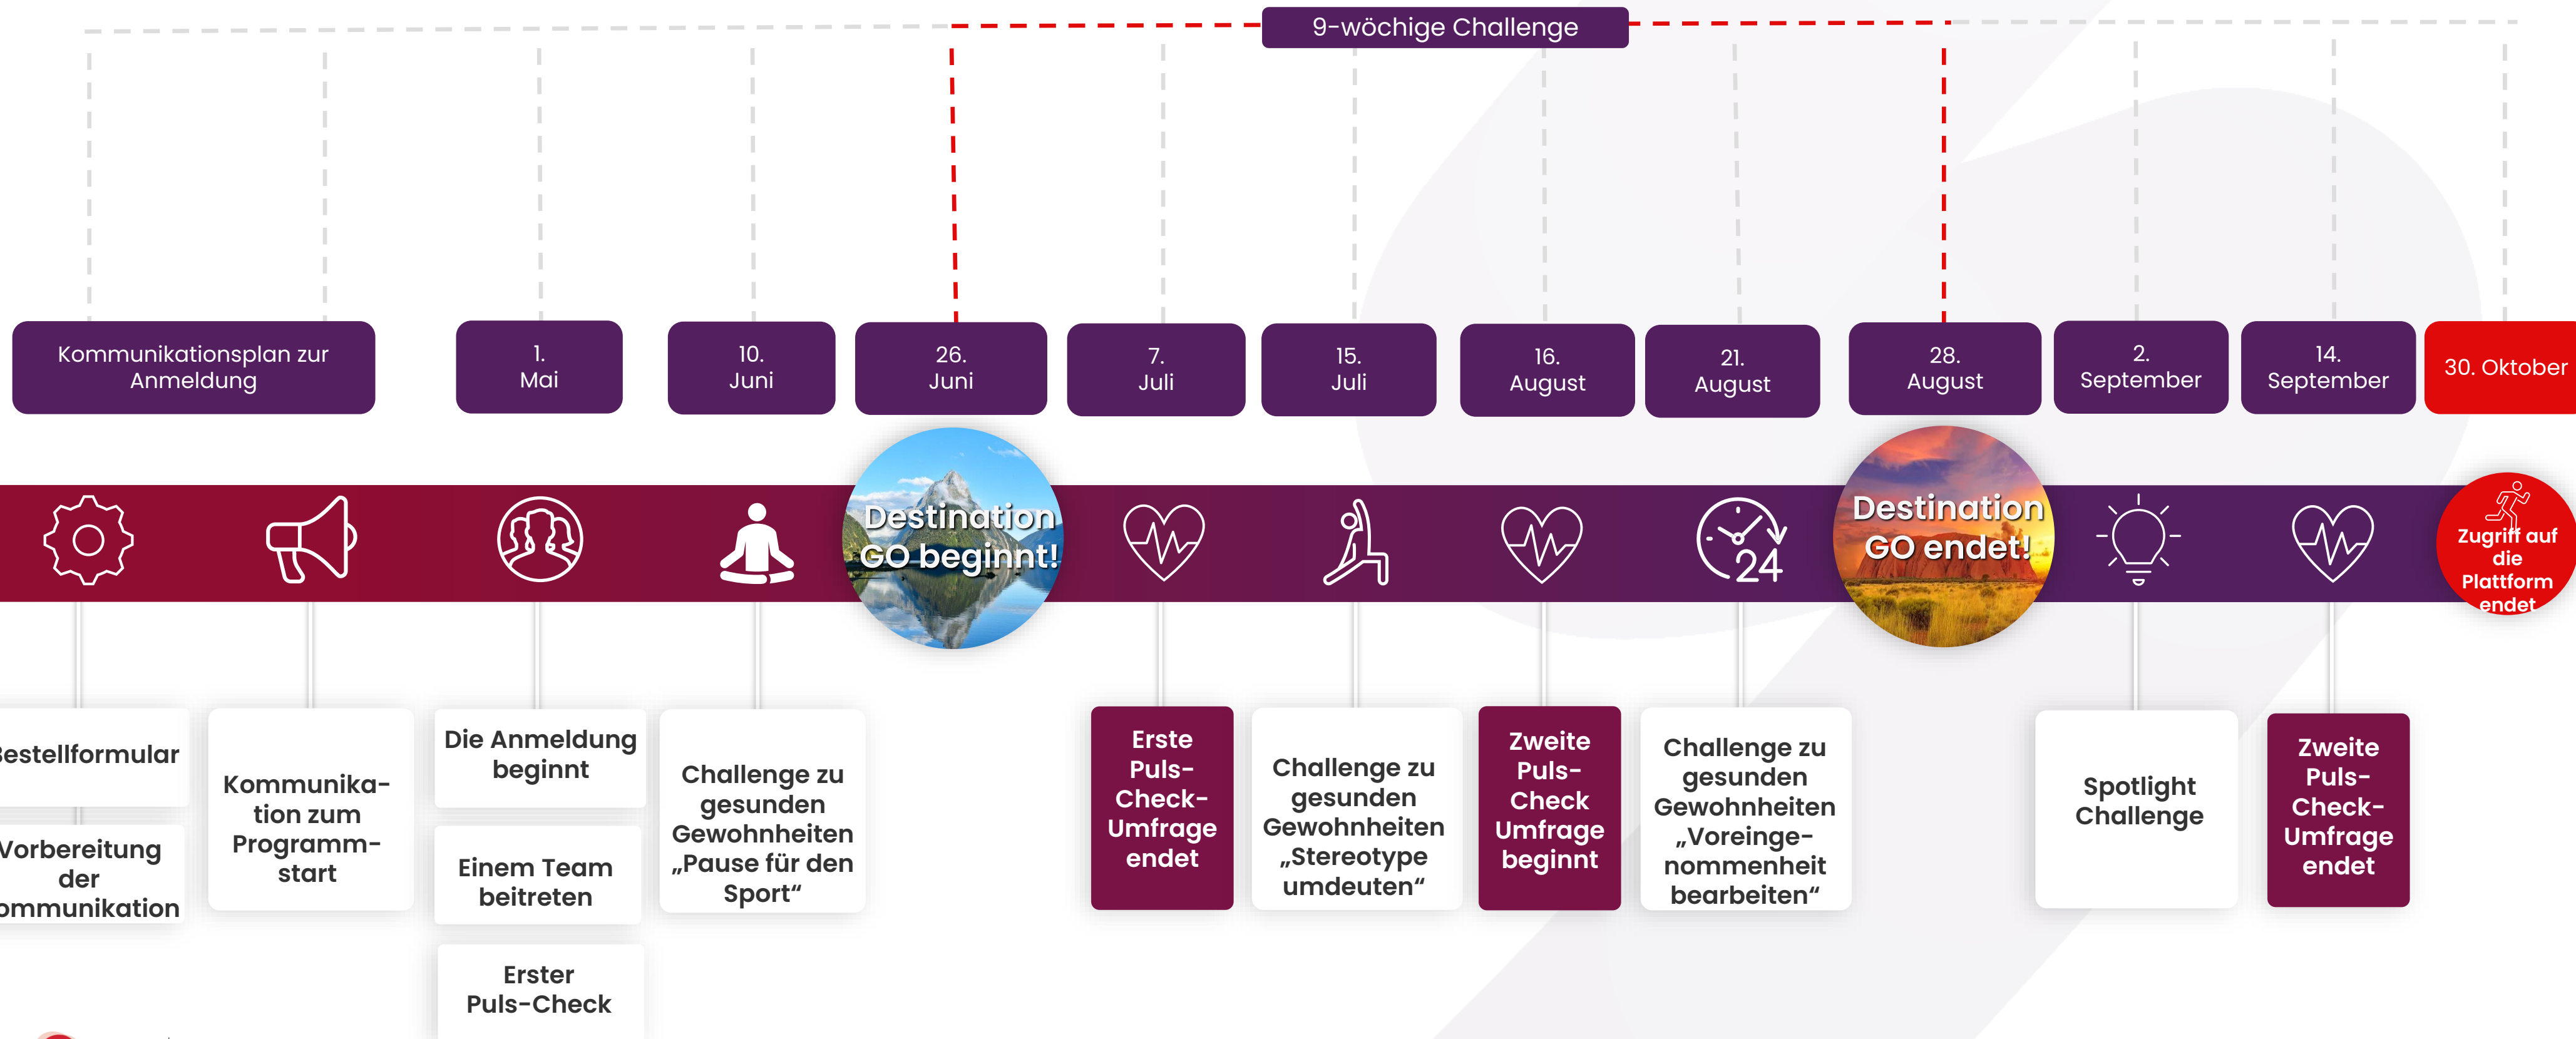 9-wöchige Challenge
Kommunikationsplan zur
Anmeldung
1.
Mai
10.
Juni
26.
Juni
7.
Juli
15.
Juli
16.
August
21.
August
28.
August
2.
September
14.
September
30. Oktober
Destination
GO beginnt!
24
Destination
GO endet!
Zugriff auf
die
Plattform
endet
Bestellformular
Vorbereitung
der
ommunikation
Kommunika-
tion zum
Programm-
start
Die Anmeldung
beginnt
Einem Team
beitreten
Erster
Puls-Check
Challenge zu
gesunden
Gewohnheiten
„Pause für den
Sport“
Erste
Puls-
Check-
Umfrage
endet
Challenge zu
gesunden
Gewohnheiten
„Stereotype
umdeuten“
Zweite
Puls-
Check
Umfrage
beginnt
Challenge zu
gesunden
Gewohnheiten
„Voreinge-
nommenheit
bearbeiten“
Spotlight
Challenge
Zweite
Puls-
Check-
Umfrage
endet